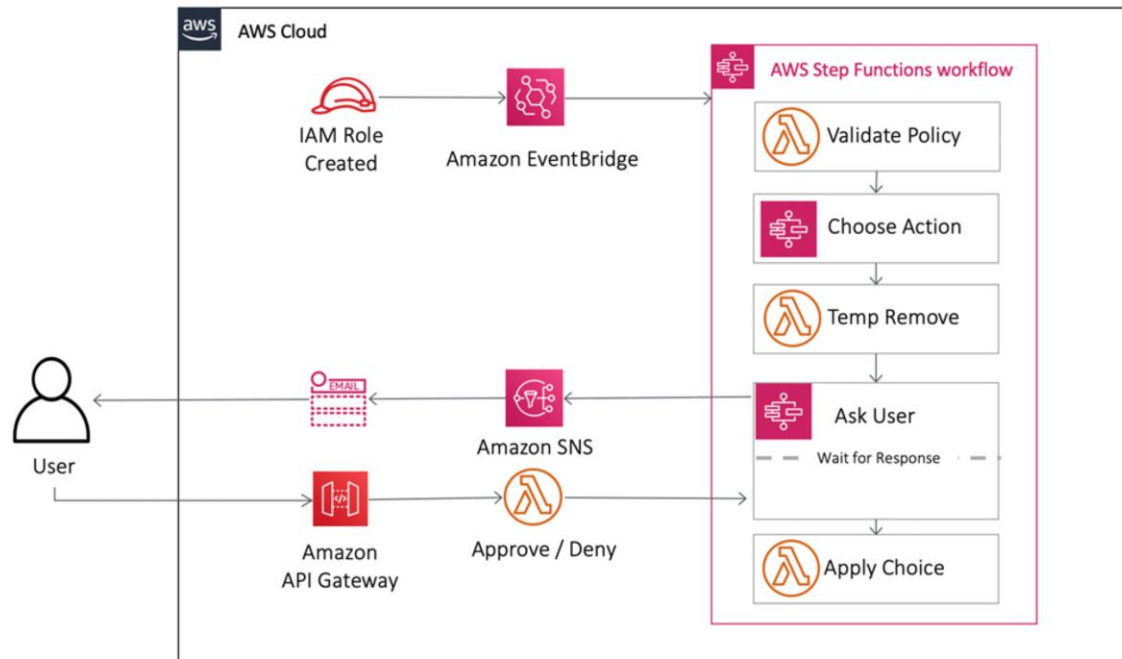 aws
AWS Cloud
AWS Step Functions workflow
IAM Role
Created
Amazon EventBridge
Validate Policy
Choose Action
Temp Remove
EMAIL
Amazon SNS
Ask User
Wait for Response
User
</>
Amazon
API Gateway
Approve / Deny
Apply Choice